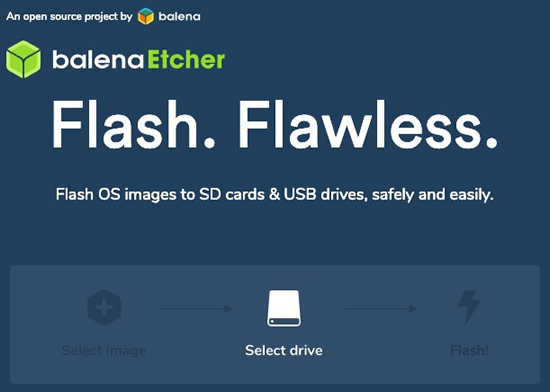 An open source project by balena
balenaEtcher
Flash. Flawless.
Flash OS images to SD cards & USB drives, safely and easily.
Select image
Select drive
Flash!